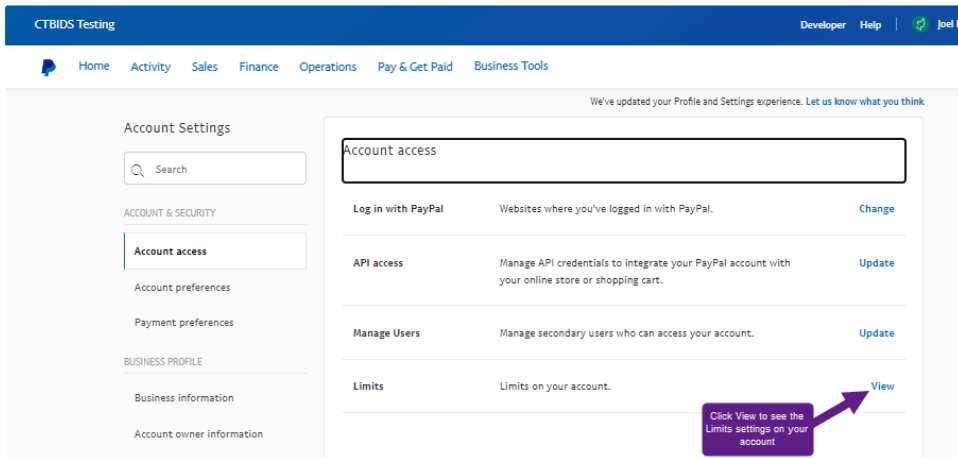 CTBIDS Testing
Developer Help Joel
Home Activity Sales Finance Operations Pay & Get Paid Business Tools
We've updated your Profile and Settings experience. Let us know what you think
Account Settings
Search
ACCOUNT & SECURITY
Account access
Account preferences
Payment preferences
BUSINESS PROFILE
Business information
Account owner information
Account access
Log in with PayPal Websites where you've logged in with PayPal. Change
API access Manage API credentials to integrate your PayPal account with Update
your online store or shopping cart.
Manage Users Manage secondary users who can access your account. Update
Limits Limits on your account. View
Click View to see the
Limits settings on your
account